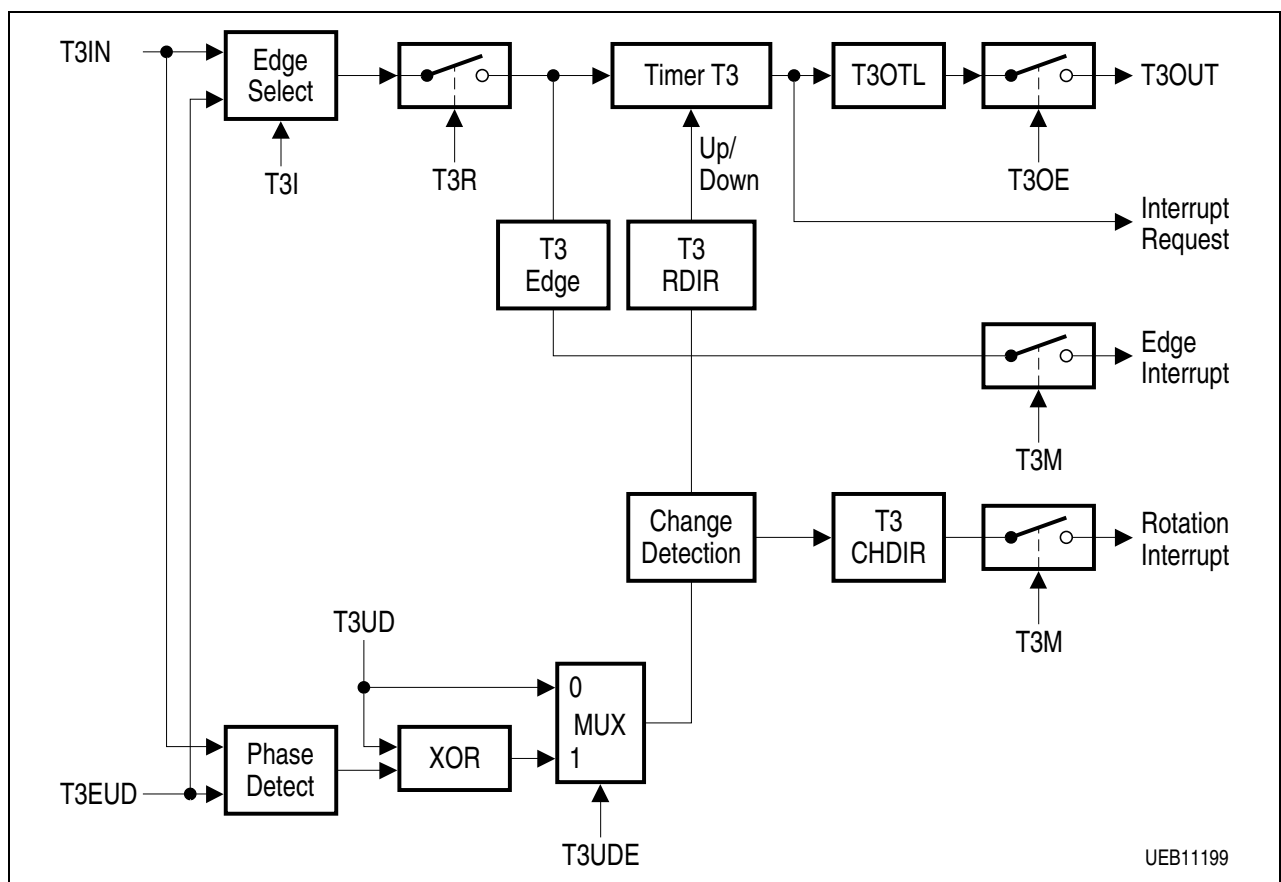 T3IN
Edge
Select
T3I
T3R
Timer T3
T3OTL
T3OUT
T3OE
Up/
Down
Interrupt
Request
T3
Edge
T3
RDIR
Edge
Interrupt
T3M
Change
Detection
T3
CHDIR
Rotation
Interrupt
T3M
T3UD
0
MUX
1
XOR
Phase
Detect
T3EUD
T3UDE
UEB11199